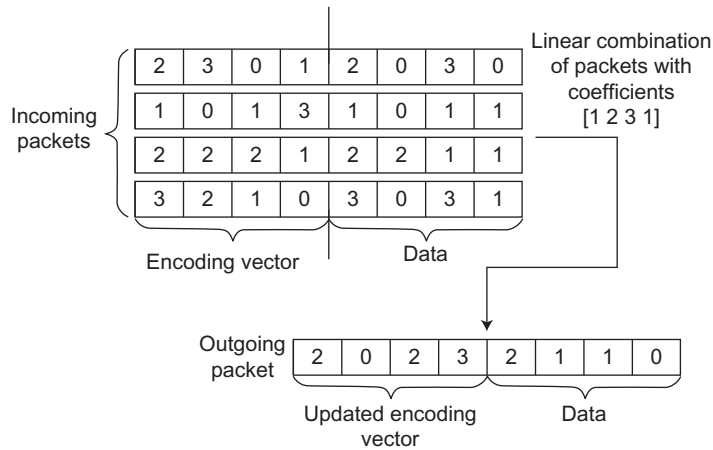 2 3 0 1 2 0 3 0
Linear combination
of packets with
coefficients
[1 2 3 1]
Incoming
packets
1 0 1 3 1 0 1 1
2 2 2 1 2 2 1 1
3 2 1 0 3 0 3 1
Encoding vector
Data
Outgoing
packet
2 0 2 3 2 1 1 0
Updated encoding
vector
Data